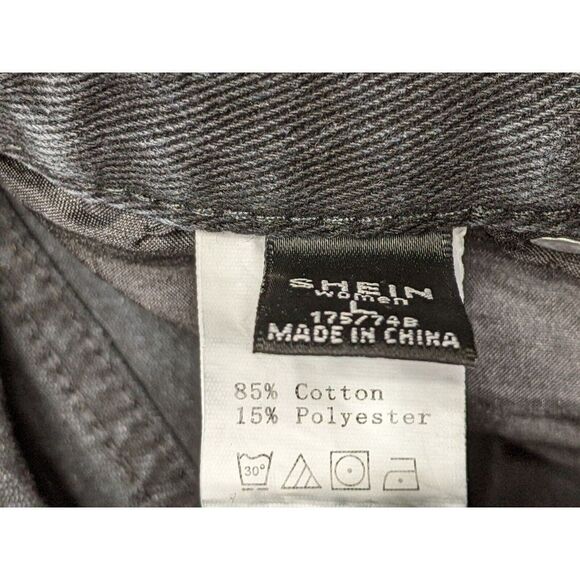 SHEIN
women
L
175/74B
MADE IN CHINA
85% Cotton
15% Polyester
30°